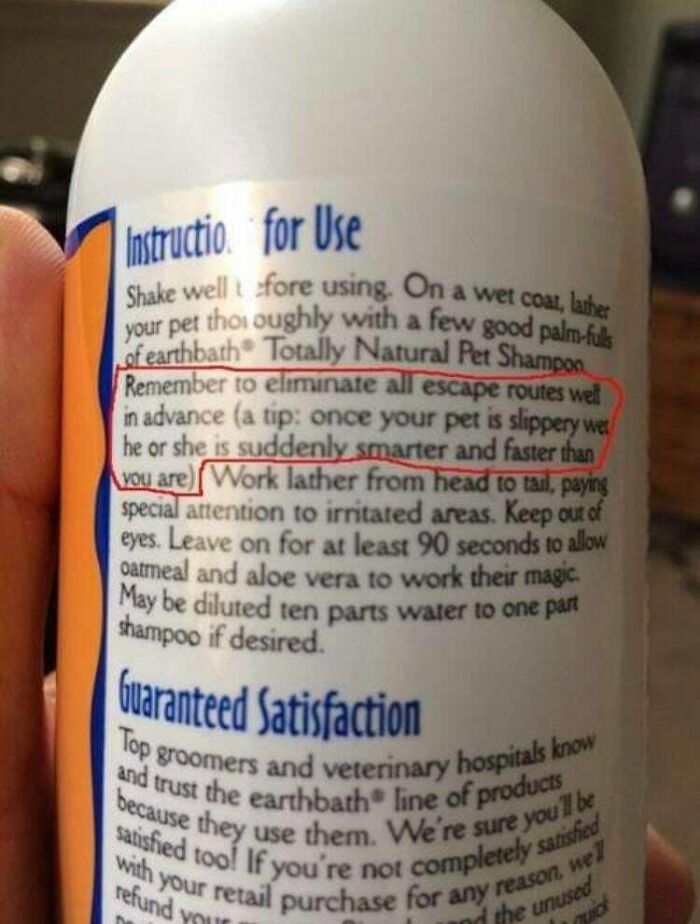 Instructio for Use
Shake well before using. On a wet coat, lather
your pet thoroughly with a few good palm-fulls
of earthbath® Totally Natural Pet Shampoo
Remember to eliminate all escape routes well
in advance (a tip: once your pet is slippery wet
he or she is suddenly smarter and faster than
you are) Work lather from head to tail, paying
special attention to irritated areas. Keep out of
eyes. Leave on for at least 90 seconds to allow
oatmeal and aloe vera to work their magic.
May be diluted ten parts water to one part
shampoo if desired.
Guaranteed Satisfaction
Top groomers and veterinary hospitals know
and trust the earthbath® line of products
because they use them. We're sure you'll be
satisfied too! If you're not completely satisfied
with your retail purchase for any reason, we'll
refund your the unused
quick